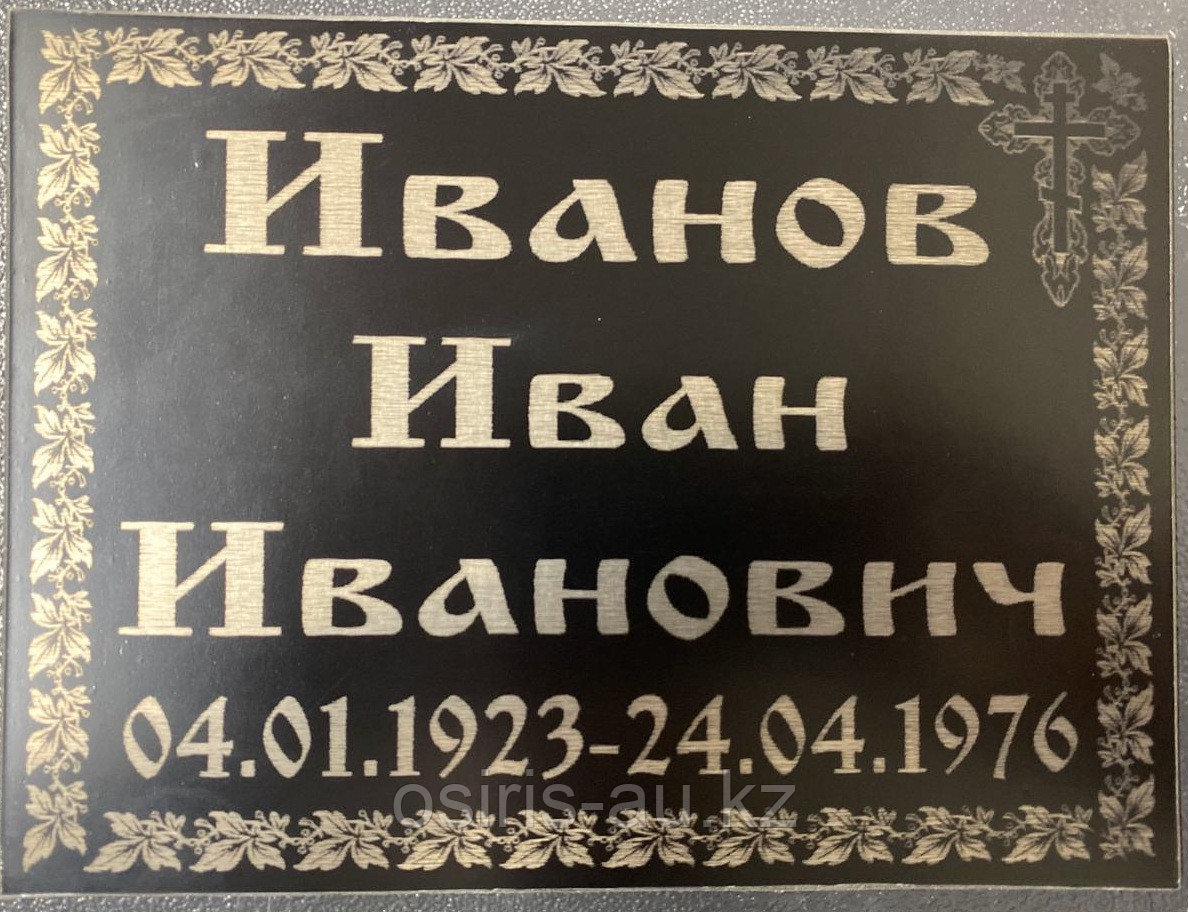 Иванов
Иван
Иванович
04.01.1923-24.04.1976
osiris-au.kz